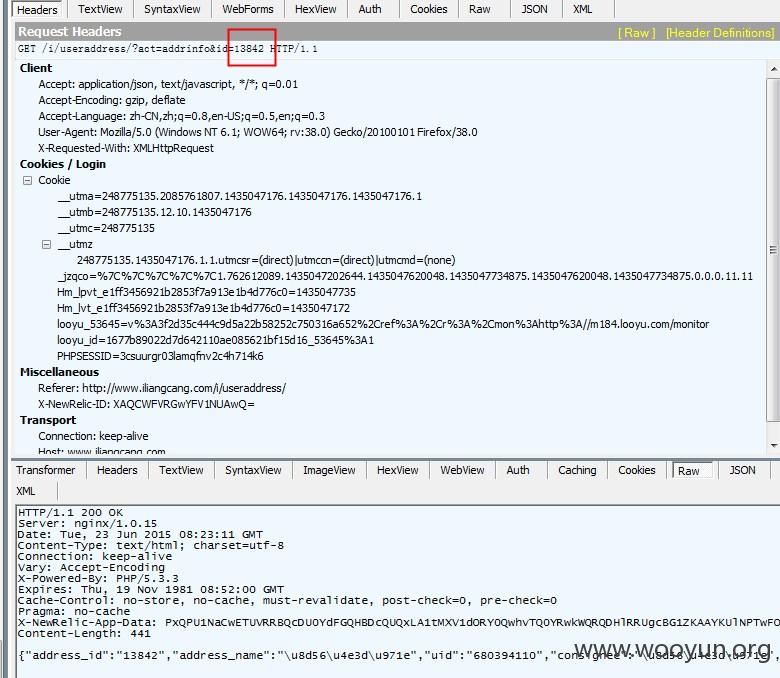 Headers TextView SyntaxView WebForms HexView Auth Cookies Raw JSON XML
Request Headers [ Raw ] [Header Definitions]
GET /i/useraddress/?act=addrinfo&id=13842 HTTP/1.1
Client
Accept: application/json, text/javascript, */*; q=0.01
Accept-Encoding: gzip, deflate
Accept-Language: zh-CN,zh;q=0.8,en-US;q=0.5,en;q=0.3
User-Agent: Mozilla/5.0 (Windows NT 6.1; WOW64; rv:38.0) Gecko/20100101 Firefox/38.0
X-Requested-With: XMLHttpRequest
Cookies / Login
Cookie
__utma=248775135.2085761807.1435047176.1435047176.1435047176.1
__utmb=248775135.12.10.1435047176
__utmc=248775135
__utmz
248775135.1435047176.1.1.utmcsr=(direct)|utmccn=(direct)|utmcmd=(none)
_jzqco=%7C%7C%7C%7C%7C1.762612089.1435047202644.1435047620048.1435047734875.1435047620048.1435047734875.0.0.0.11.11
Hm_lpvt_e1ff3456921b2853f7a913e1b4d776c0=1435047735
Hm_lvt_e1ff3456921b2853f7a913e1b4d776c0=1435047172
looyu_53645=v%3A3f2d35c444c9d5a22b58252c750316a652%2Cref%3A%2Cr%3A%2Cmon%3Ahttp%3A//m184.looyu.com/monitor
looyu_id=1677b89022d7d642110ae085621bf15d16_53645%3A1
PHPSESSID=3csuurgr03lamqfnv2c4h714k6
Miscellaneous
Referer: http://www.iliangcang.com/i/useraddress/
X-NewRelic-ID: XAQCWFVRGwYFV1NUAwQ=
Transport
Connection: keep-alive
Host: www.iliangcang.com
Transformer Headers TextView SyntaxView ImageView HexView WebView Auth Caching Cookies Raw JSON
XML
HTTP/1.1 200 OK
Server: nginx/1.0.15
Date: Tue, 23 Jun 2015 08:23:11 GMT
Content-Type: text/html; charset=utf-8
Connection: keep-alive
Vary: Accept-Encoding
X-Powered-By: PHP/5.3.3
Expires: Thu, 19 Nov 1981 08:52:00 GMT
Cache-Control: no-store, no-cache, must-revalidate, post-check=0, pre-check=0
Pragma: no-cache
X-NewRelic-App-Data: PxQPU1NaCwETUVRRBQcDU0YdFGQHBDcQUQxLA1tMXV1dORY0QwhvTQ0YRwkWQRQDHlRRUgcBG1ZKAAYKUlNPTwFO
Content-Length: 441
{"address_id":"13842","address_name":"\u8d56\u4e3d\u971e","uid":"680394110","consignee":"\u8d56\u4e3d\u971e",
www.wooyun.org